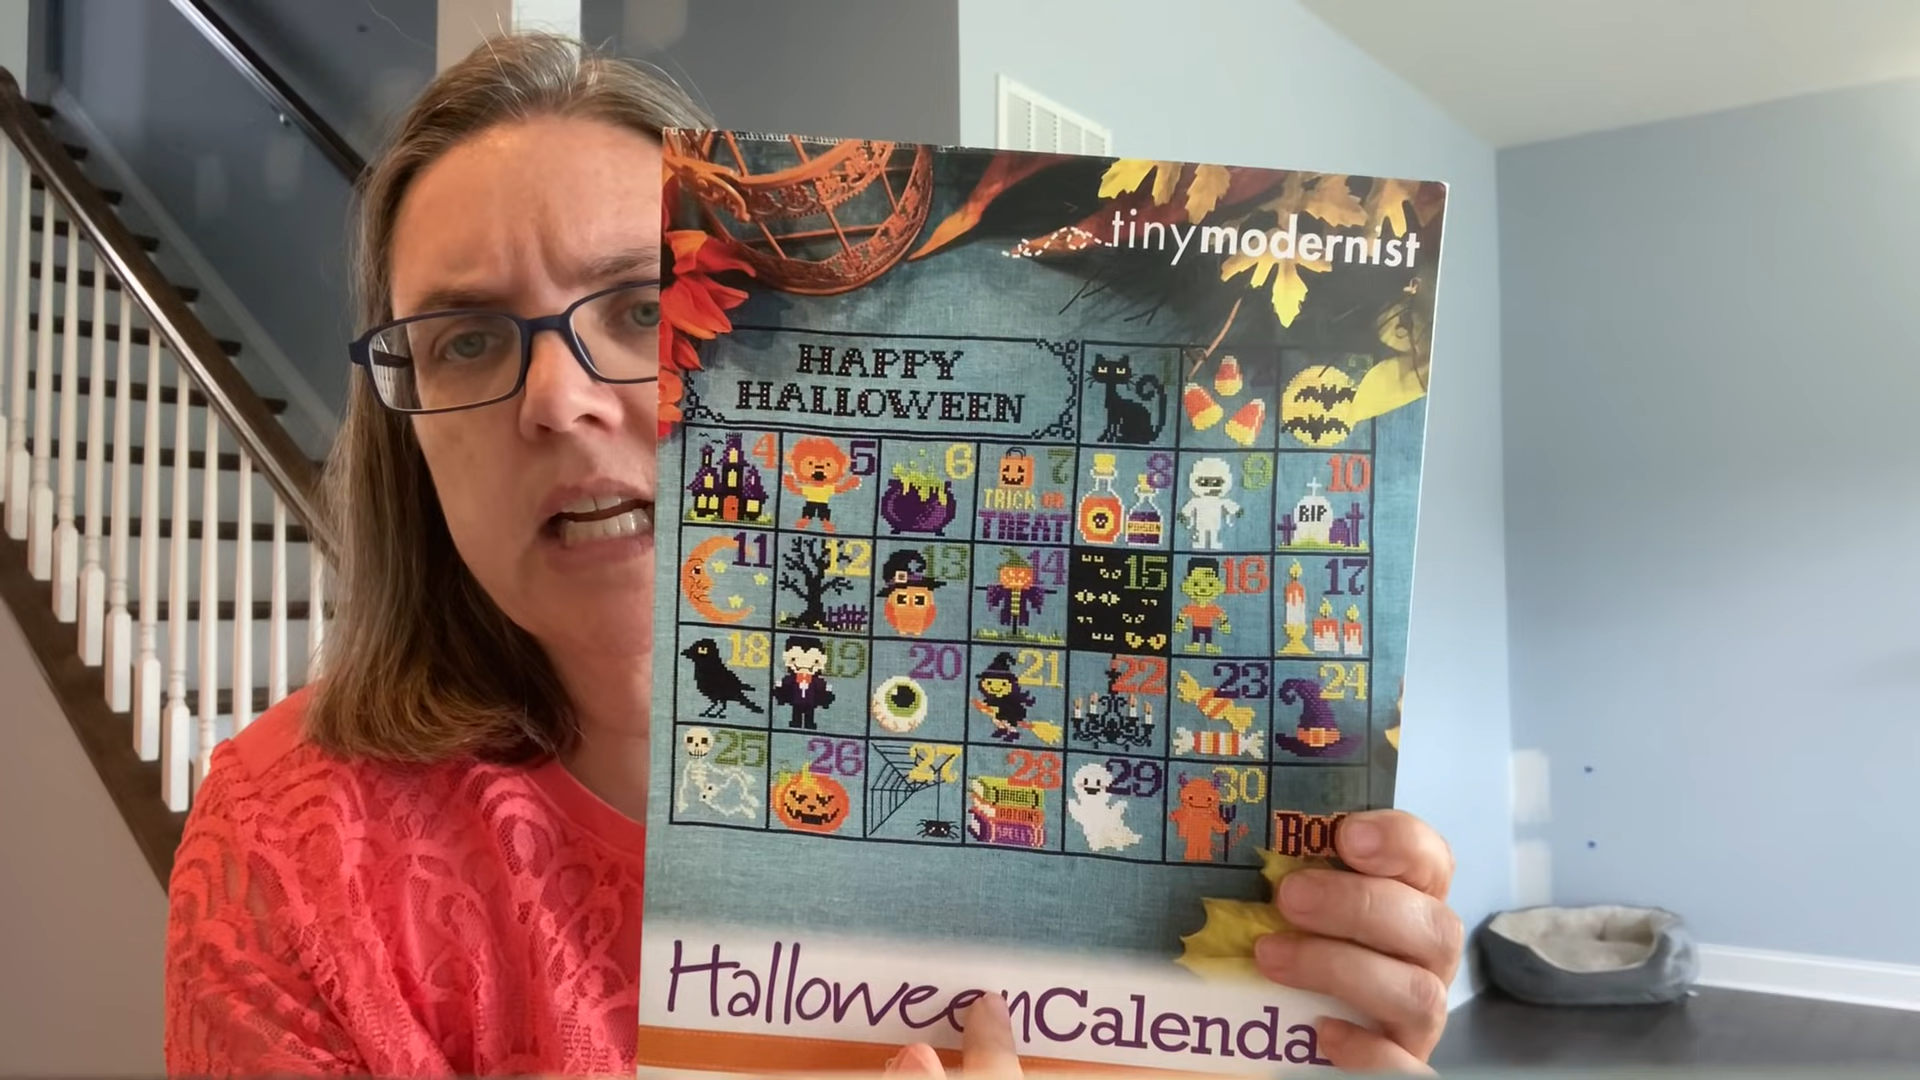 tinymodernist
HAPPY
HALLOWEEN
4 5 6 7 8 9 10
TRICK OR
TREAT
POISON
RIP
11 12 13 14 15 16 17
18 19 20 21 22 23 24
25 26 27 28 29 30
MAGIC
POTIONS
SPELLS
BOO
HalloweenCalenda